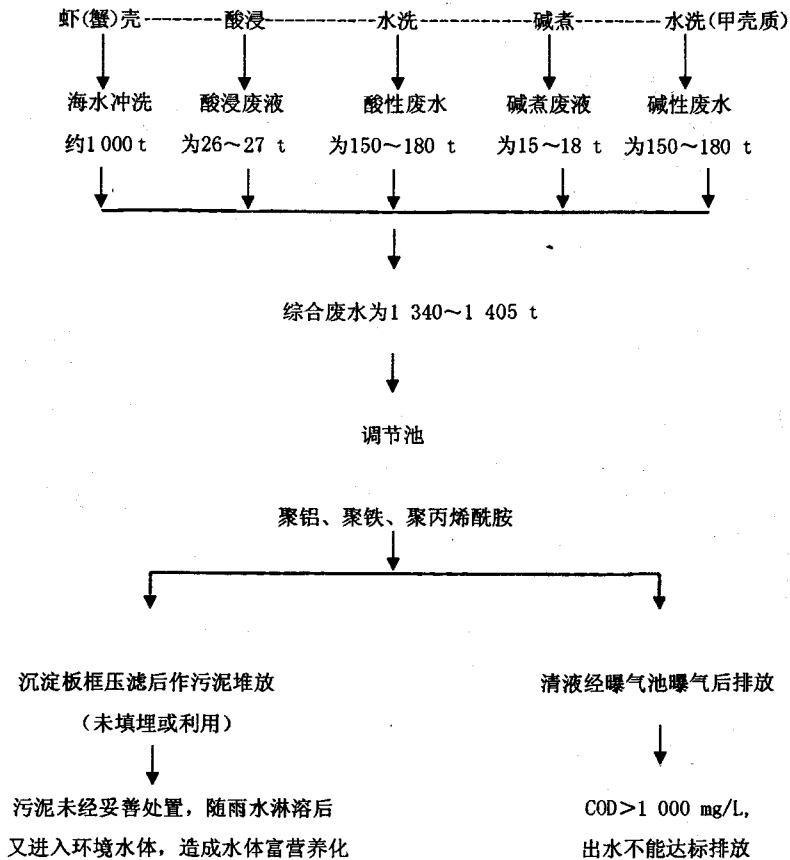 虾(蟹)壳 酸浸 水洗 碱煮 水洗(甲壳质)
海水冲洗 酸浸废液 酸性废水 碱煮废液 碱性废水
约1 000 t 为26～27 t 为150～180 t 为15～18 t 为150～180 t
综合废水为1 340～1 405 t
调节池
聚铝、聚铁、聚丙烯酰胺
沉淀板框压滤后作污泥堆放
（未填埋或利用）
清液经曝气池曝气后排放
污泥未经妥善处置，随雨水淋溶后
又进入环境水体，造成水体富营养化
COD>1 000 mg/L,
出水不能达标排放